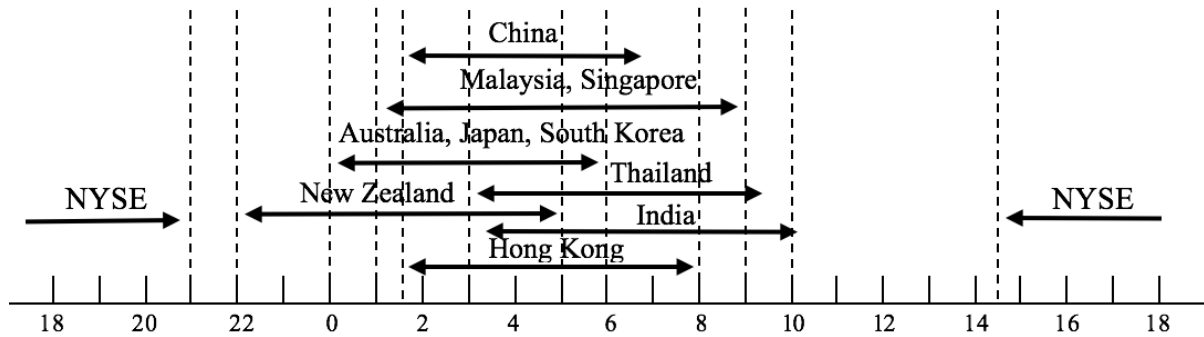 China
Malaysia, Singapore
Australia, Japan, South Korea
Thailand
NYSE
New Zealand
India
NYSE
Hong Kong
18 20 22 0 2 4 6 8 10 12 14 16 18